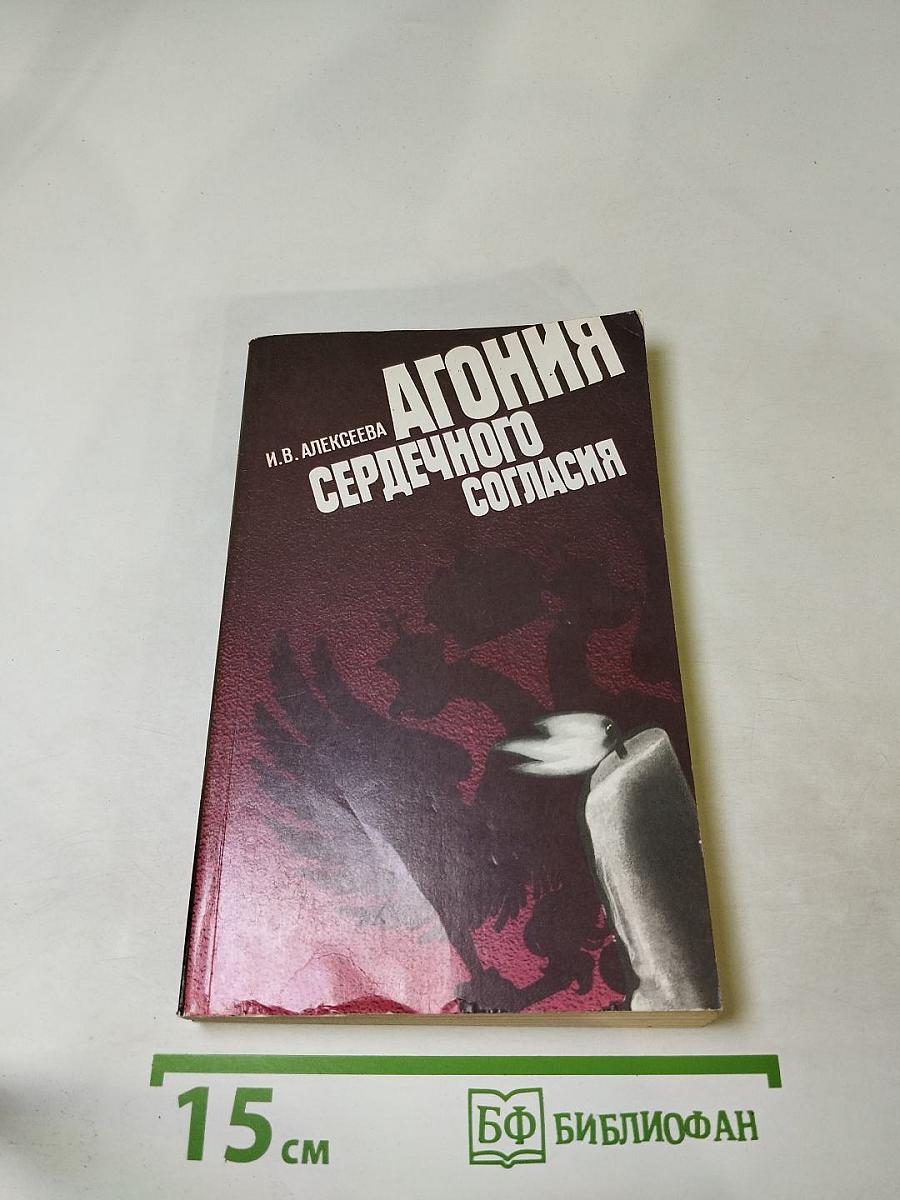 АГОНИЯ
И.В. АЛЕКСЕЕВА
СЕРДЕЧНОГО
СОГЛАСИЯ
15 см
БФ БИБЛИОФАН